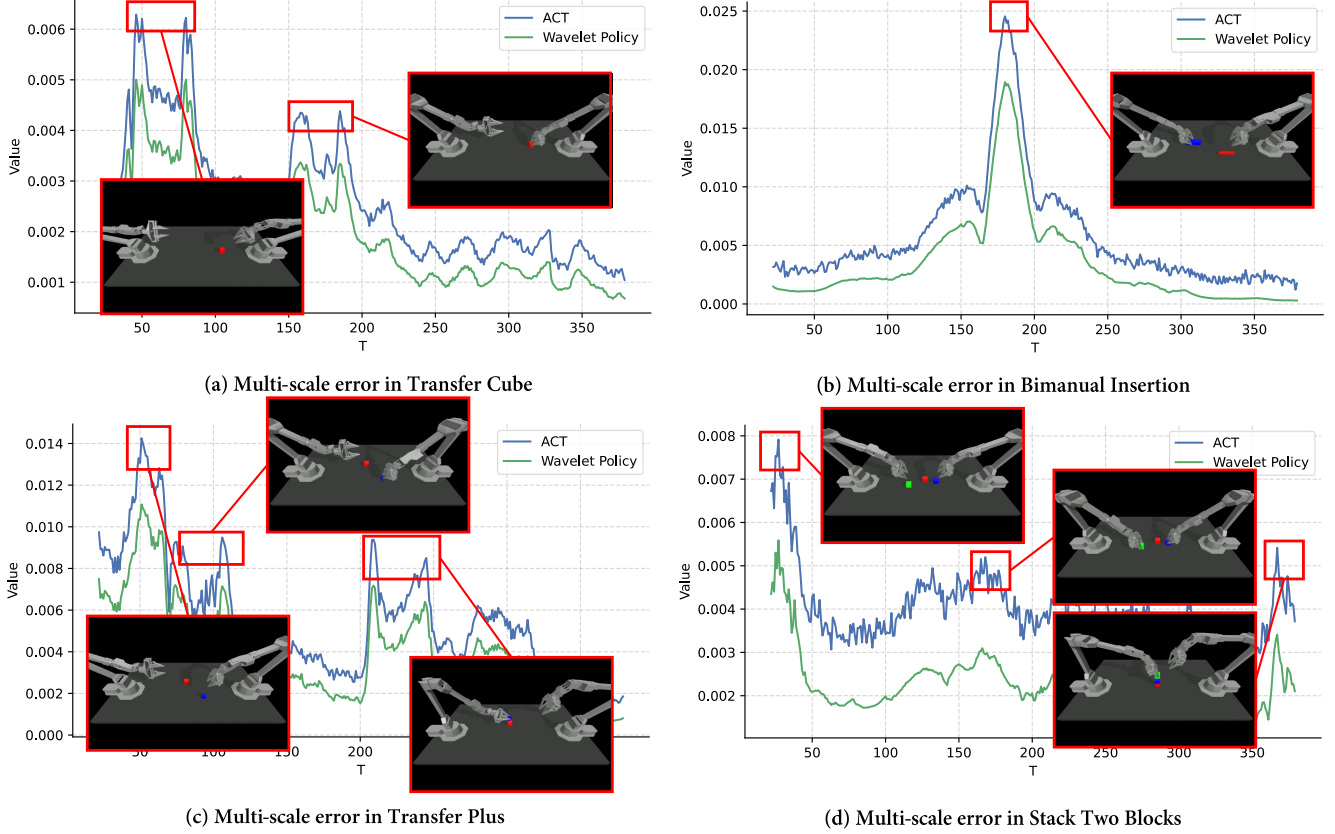 ACT
Wavelet Policy
0.006
0.005
0.004
0.003
0.002
0.001
Value
50
100
150
200
250
300
350
T
(a) Multi-scale error in Transfer Cube
ACT
Wavelet Policy
0.025
0.020
0.015
0.010
0.005
0.000
Value
50
100
150
200
250
300
350
T
(b) Multi-scale error in Bimanual Insertion
ACT
Wavelet Policy
0.014
0.012
0.010
0.008
0.006
0.004
0.002
0.000
Value
50
100
150
200
T
(c) Multi-scale error in Transfer Plus
ACT
Wavelet Policy
0.008
0.007
0.006
0.005
0.004
0.003
0.002
Value
50
100
150
200
250
300
350
T
(d) Multi-scale error in Stack Two Blocks